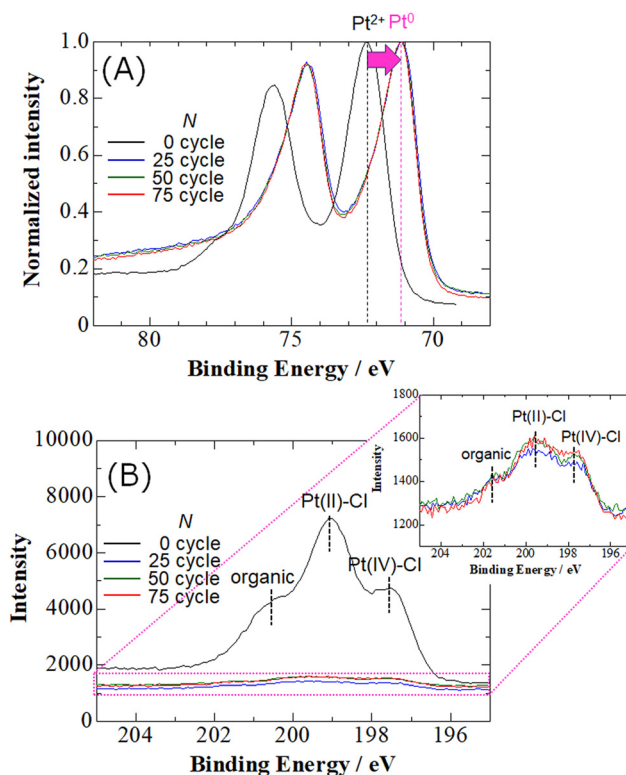 Pt2+ Pt0
(A)
N
0 cycle
25 cycle
50 cycle
75 cycle
Normalized intensity
1.0
0.8
0.6
0.4
0.2
0
80
75
70
Binding Energy / eV
(B)
N
0 cycle
25 cycle
50 cycle
75 cycle
Intensity
10000
8000
6000
4000
2000
0
Pt(II)-Cl
organic
Pt(IV)-Cl
204
202
200
198
196
Binding Energy / eV
1800
1600
1400
1200
Intensity
Pt(II)-Cl
organic
Pt(IV)-Cl
204
202
200
198
196
Binding Energy / eV